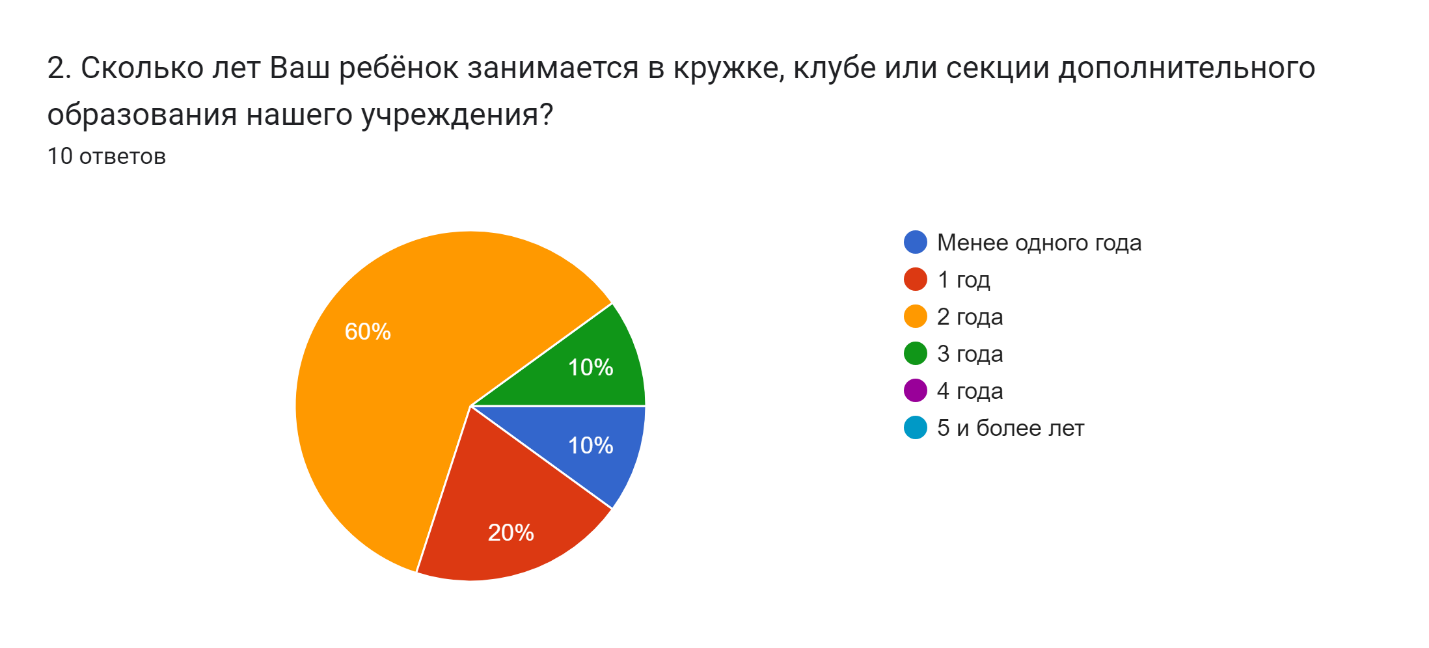 2. Сколько лет Ваш ребёнок занимается в кружке, клубе или секции дополнительного
образования нашего учреждения?
10 ответов
60%
10%
10%
20%
Менее одного года
1 год
2 года
3 года
4 года
5 и более лет